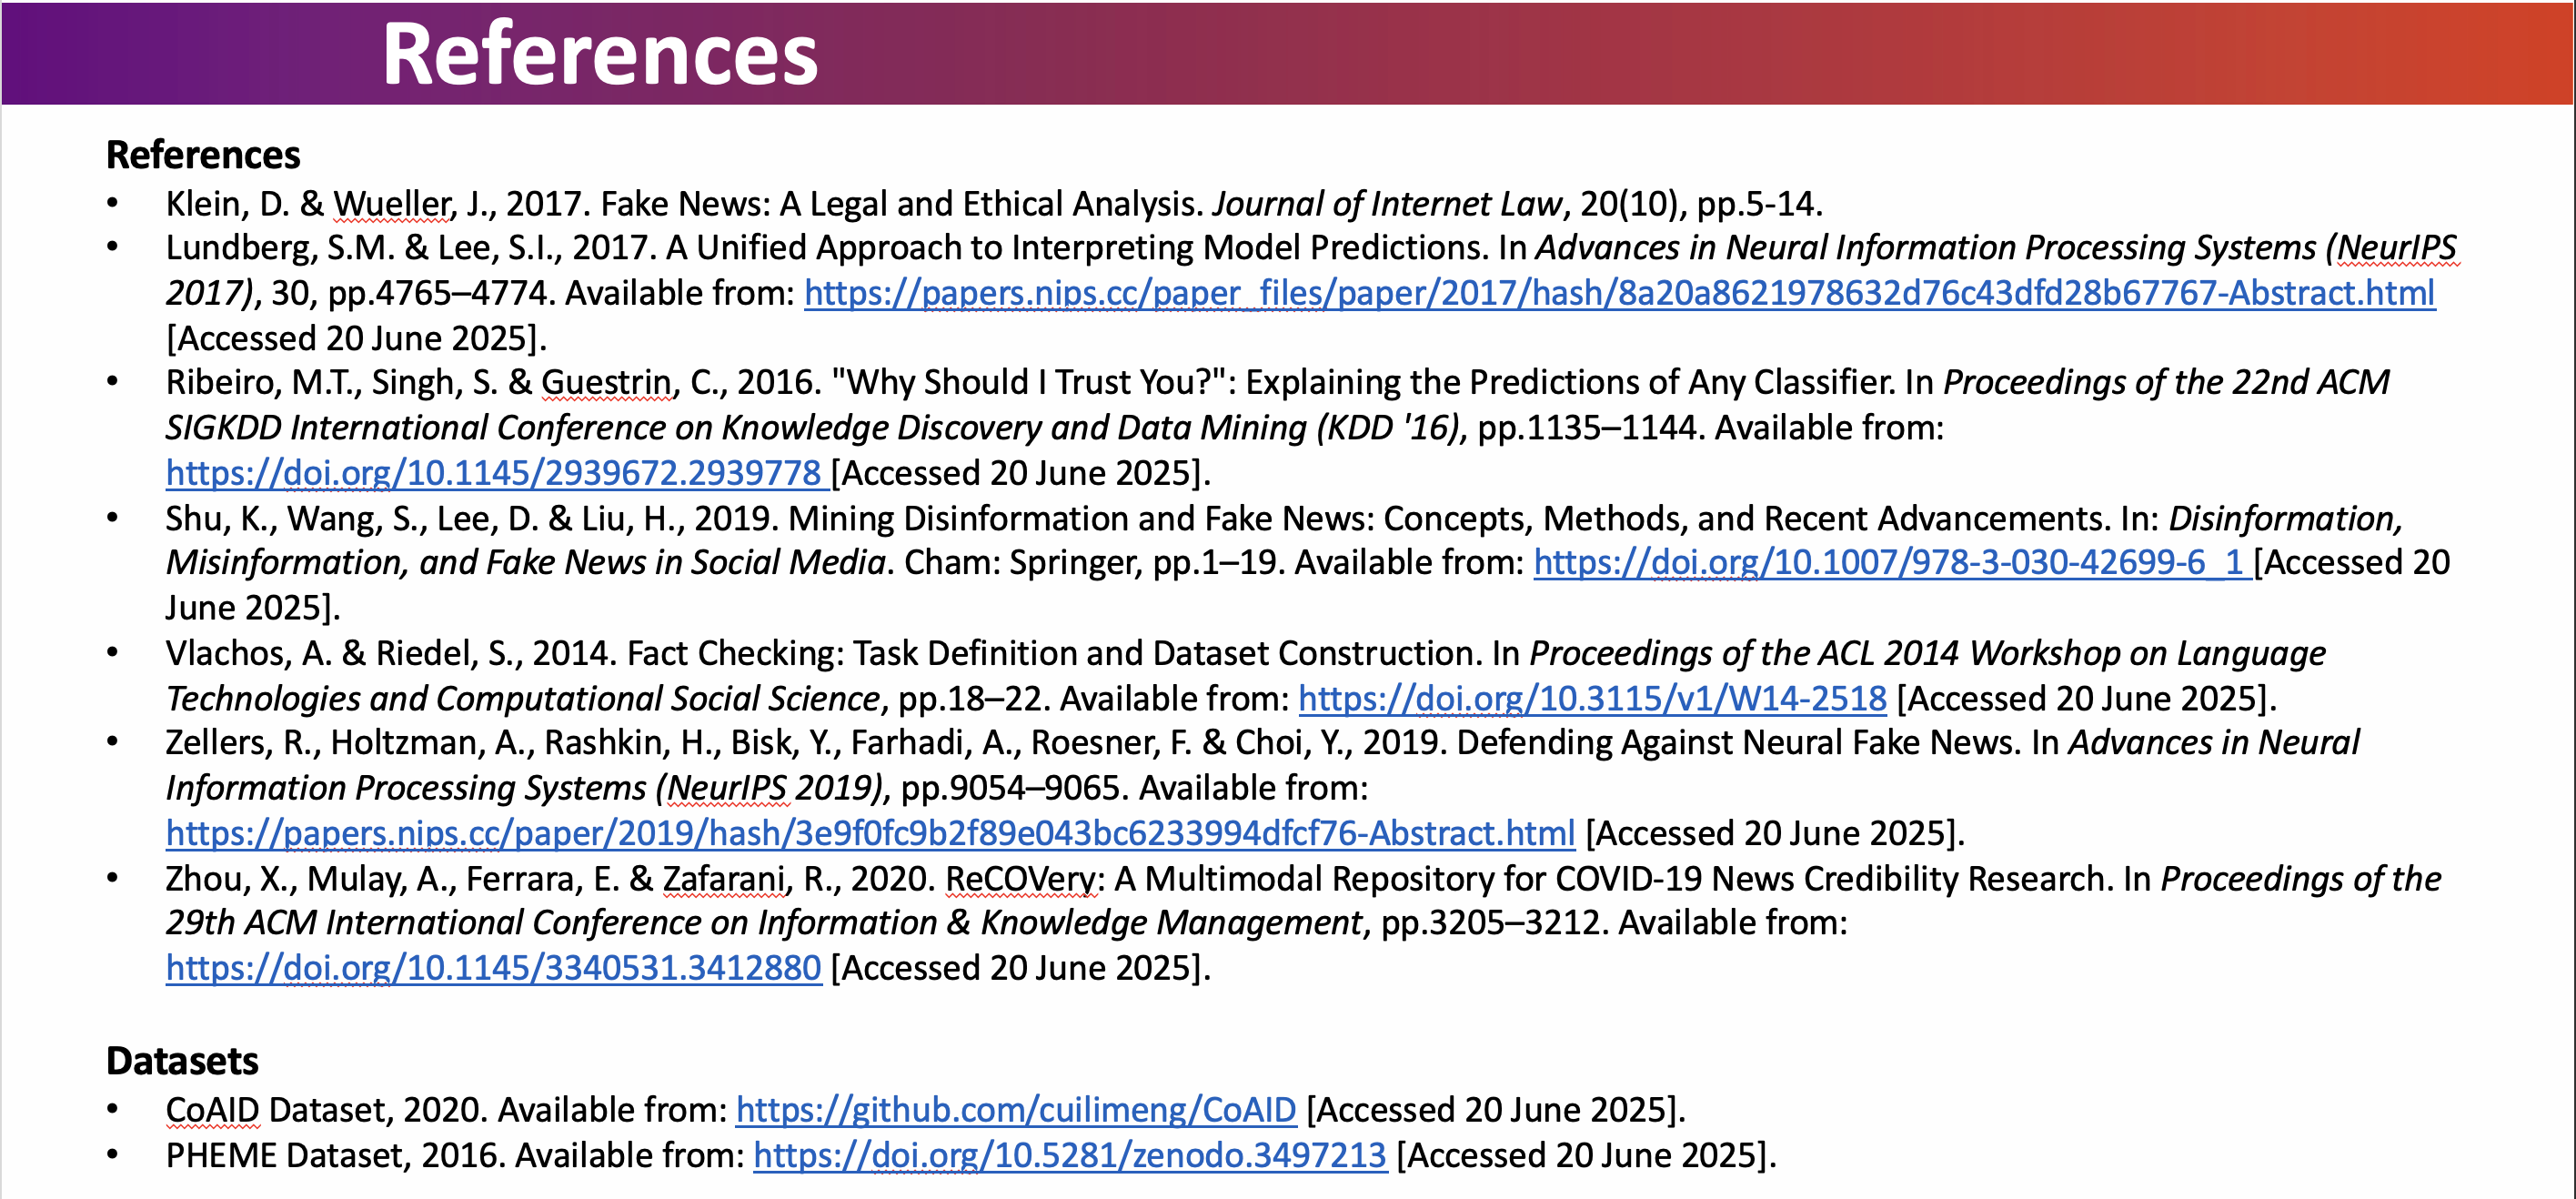 References
References
• Klein, D. & Wueller, J., 2017. Fake News: A Legal and Ethical Analysis. Journal of Internet Law, 20(10), pp.5-14.
• Lundberg, S.M. & Lee, S.I., 2017. A Unified Approach to Interpreting Model Predictions. In Advances in Neural Information Processing Systems (NeurIPS
2017), 30, pp.4765–4774. Available from: https://papers.nips.cc/paper_files/paper/2017/hash/8a20a8621978632d76c43dfd28b67767-Abstract.html
[Accessed 20 June 2025].
• Ribeiro, M.T., Singh, S. & Guestrin, C., 2016. "Why Should I Trust You?": Explaining the Predictions of Any Classifier. In Proceedings of the 22nd ACM
SIGKDD International Conference on Knowledge Discovery and Data Mining (KDD '16), pp.1135–1144. Available from:
https://doi.org/10.1145/2939672.2939778 [Accessed 20 June 2025].
• Shu, K., Wang, S., Lee, D. & Liu, H., 2019. Mining Disinformation and Fake News: Concepts, Methods, and Recent Advancements. In: Disinformation,
Misinformation, and Fake News in Social Media. Cham: Springer, pp.1–19. Available from: https://doi.org/10.1007/978-3-030-42699-6_1 [Accessed 20
June 2025].
• Vlachos, A. & Riedel, S., 2014. Fact Checking: Task Definition and Dataset Construction. In Proceedings of the ACL 2014 Workshop on Language
Technologies and Computational Social Science, pp.18–22. Available from: https://doi.org/10.3115/v1/W14-2518 [Accessed 20 June 2025].
• Zellers, R., Holtzman, A., Rashkin, H., Bisk, Y., Farhadi, A., Roesner, F. & Choi, Y., 2019. Defending Against Neural Fake News. In Advances in Neural
Information Processing Systems (NeurIPS 2019), pp.9054–9065. Available from:
https://papers.nips.cc/paper/2019/hash/3e9f0fc9b2f89e043bc6233994dfcf76-Abstract.html [Accessed 20 June 2025].
• Zhou, X., Mulay, A., Ferrara, E. & Zafarani, R., 2020. ReCOVery: A Multimodal Repository for COVID-19 News Credibility Research. In Proceedings of the
29th ACM International Conference on Information & Knowledge Management, pp.3205–3212. Available from:
https://doi.org/10.1145/3340531.3412880 [Accessed 20 June 2025].
Datasets
• CoAID Dataset, 2020. Available from: https://github.com/cuilimeng/CoAID [Accessed 20 June 2025].
• PHEME Dataset, 2016. Available from: https://doi.org/10.5281/zenodo.3497213 [Accessed 20 June 2025].